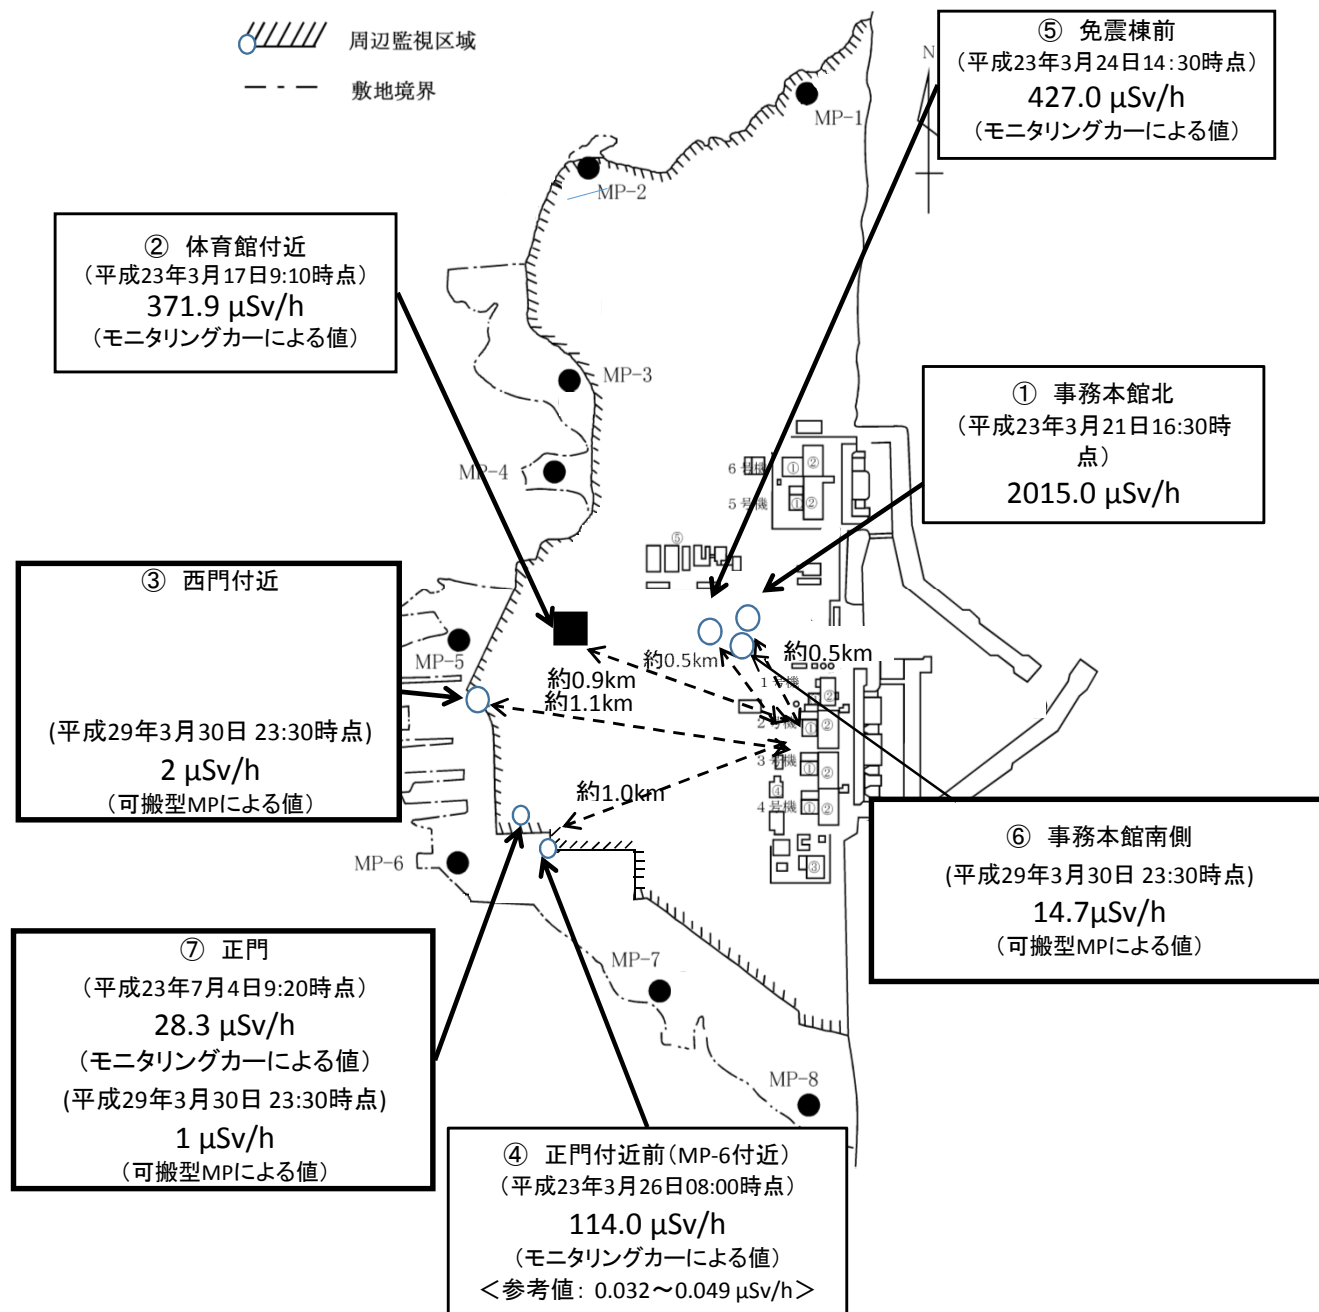 周辺監視区域
敷地境界
⑤ 免震棟前
(平成23年3月24日14:30時点)
427.0 μSv/h
(モニタリングカーによる値)
N
MP-1
MP-2
② 体育館付近
(平成23年3月17日9:10時点)
371.9 μSv/h
(モニタリングカーによる値)
MP-3
① 事務本館北
(平成23年3月21日16:30時
点)
2015.0 μSv/h
MP-4
6号機
①
②
5号機
①
②
⑤
③ 西門付近
(平成29年3月30日 23:30時点)
2 μSv/h
(可搬型MPによる値)
MP-5
約0.9km
約1.1km
約0.5km
約0.5km
1号機
②
2号機
①
②
3号機
①
②
④
4号機
①
②
③
約1.0km
MP-6
⑥ 事務本館南側
(平成29年3月30日 23:30時点)
14.7μSv/h
(可搬型MPによる値)
⑦ 正門
(平成23年7月4日9:20時点)
28.3 μSv/h
(モニタリングカーによる値)
(平成29年3月30日 23:30時点)
1 μSv/h
(可搬型MPによる値)
MP-7
MP-8
④ 正門付近前(MP-6付近)
(平成23年3月26日08:00時点)
114.0 μSv/h
(モニタリングカーによる値)
＜参考値: 0.032～0.049 μSv/h＞